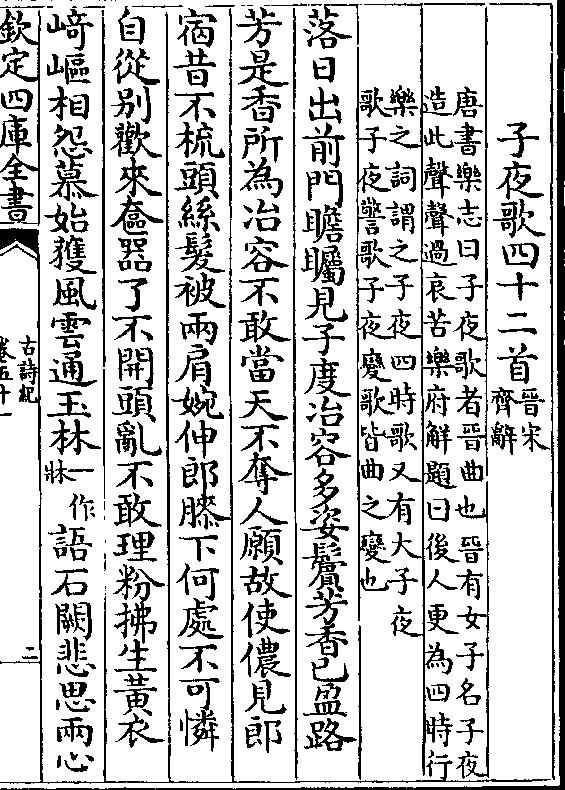 子夜歌四十二首晉宋齊辭
唐書樂志曰子夜歌者晉曲也晉有女子名子夜
造此聲聲過哀苦樂府解題曰後人更為四時行
樂之詞謂之子夜四時歌又有大子夜
歌子夜警歌子夜變歌皆曲之變也
落日出前門瞻矚見子度冶容多姿鬢芳香已盈路
芳是香所為冶容不敢當天不奪人願故使儂見郎
宿昔不梳頭絲髮被兩肩婉伸郎膝下何處不可憐
自從別歡來奩器了不開頭亂不敢理粉拂生黃衣
崎嶇相怨慕始獲風雲通玉林一作牀語石闕悲思兩心
欽定四庫全書
古詩紀
卷五十一
二